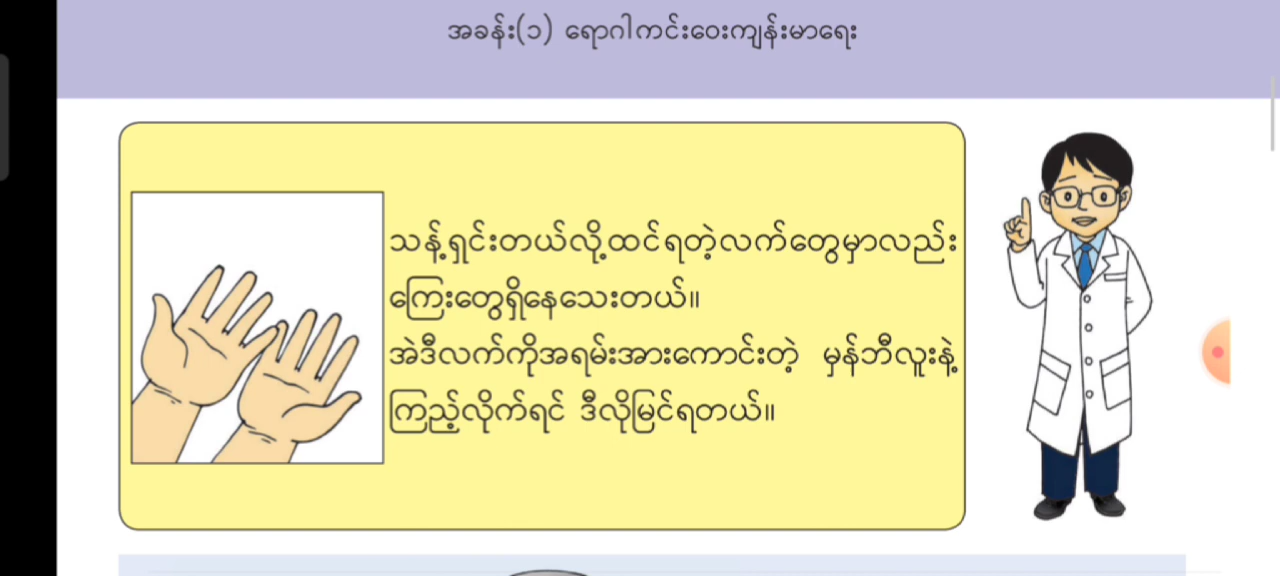 အခန်း(၁) ရောဂါကင်းဝေးကျန်းမာရေး
သန့်ရှင်းတယ်လို့ထင်ရတဲ့လက်တွေမှာလည်း
ကြေးတွေရှိနေသေးတယ်။
အဲဒီလက်ကိုအရမ်းအားကောင်းတဲ့ မှန်ဘီလူးနဲ့
ကြည့်လိုက်ရင် ဒီလိုမြင်ရတယ်။